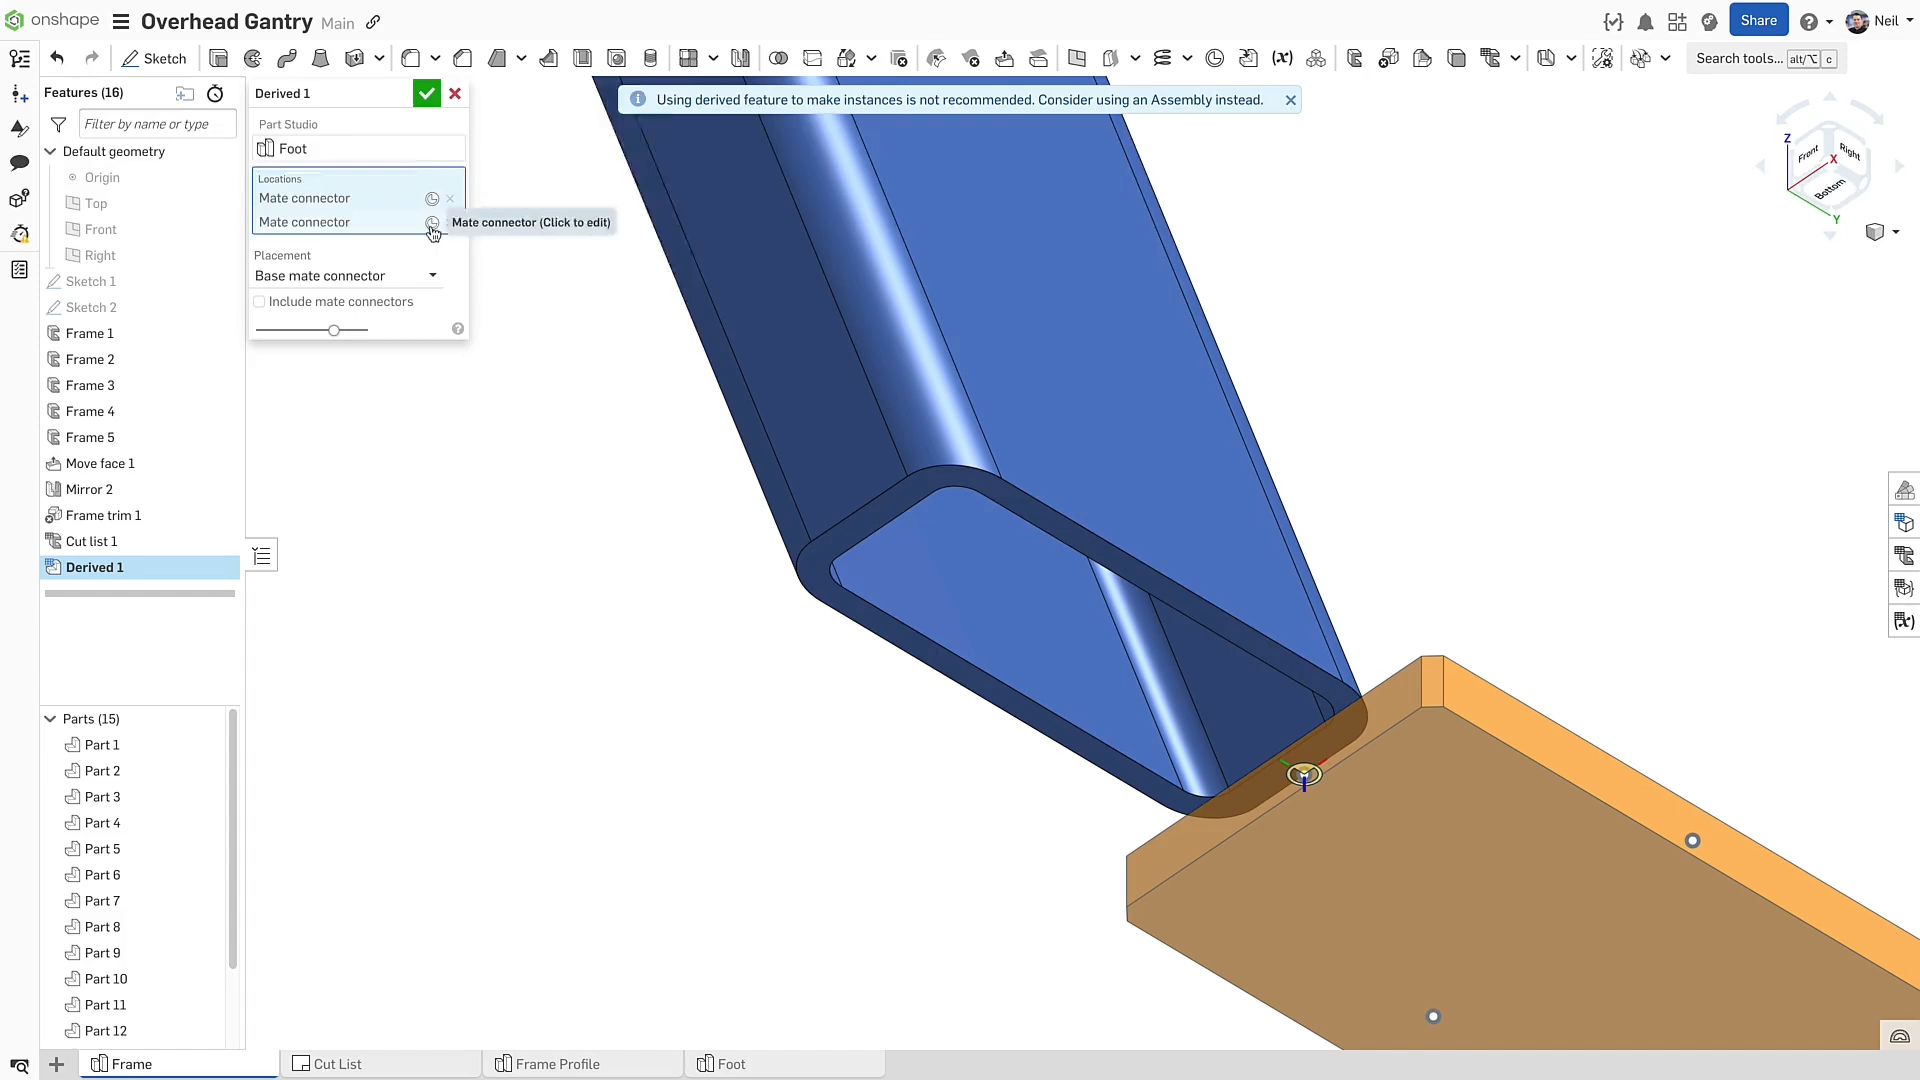 onshape
Overhead Gantry Main
Share
Neil
Sketch
Search tools... alt/⌥ c
Features (16)
Filter by name or type
Default geometry
Origin
Top
Front
Right
Sketch 1
Sketch 2
Frame 1
Frame 2
Frame 3
Frame 4
Frame 5
Move face 1
Mirror 2
Frame trim 1
Cut list 1
Derived 1
Parts (15)
Part 1
Part 2
Part 3
Part 4
Part 5
Part 6
Part 7
Part 8
Part 9
Part 10
Part 11
Part 12
Derived 1
Part Studio
Foot
Locations
Mate connector
Mate connector
Mate connector (Click to edit)
Placement
Base mate connector
Include mate connectors
Using derived feature to make instances is not recommended. Consider using an Assembly instead.
Z
Front
Right
X
Bottom
Y
Frame
Cut List
Frame Profile
Foot